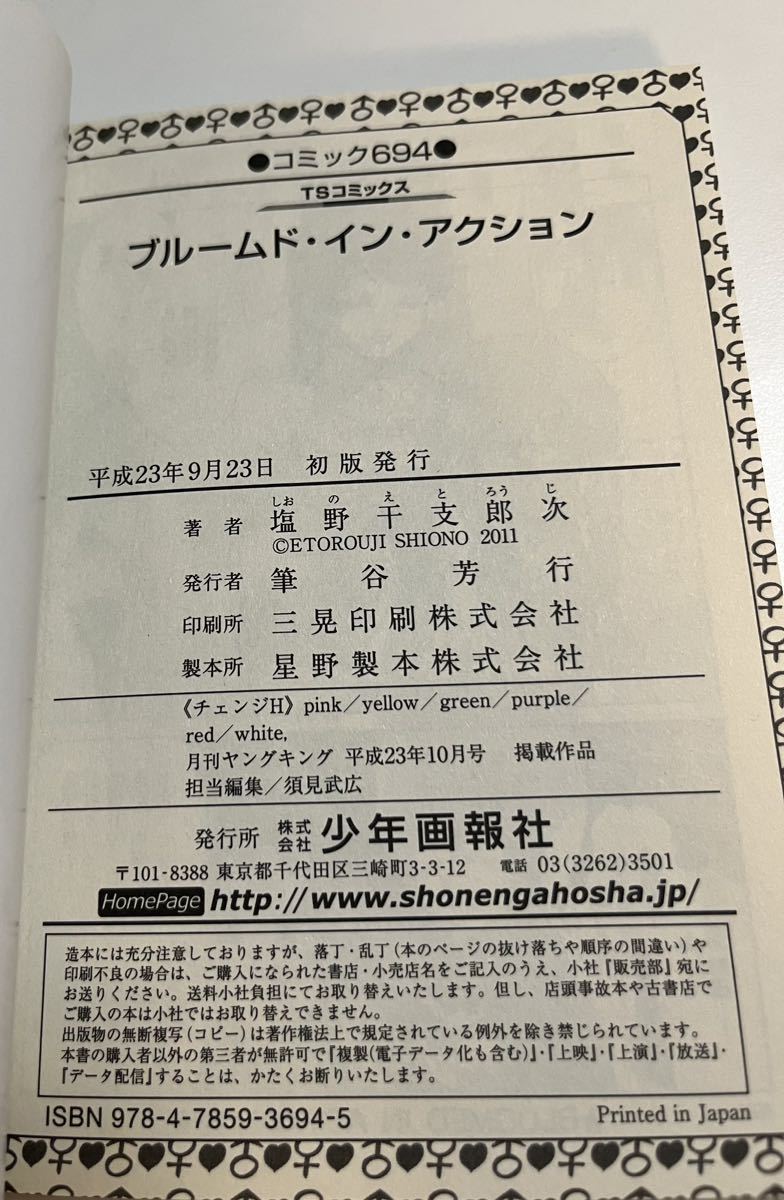 ●コミック694●
TSコミックス
ブルームド・イン・アクション
平成23年9月23日　初版発行
しお の え と ろう じ
著者 塩野干支郎次
©ETOROUJI SHIONO 2011
発行者 筆谷芳行
印刷所 三晃印刷株式会社
製本所 星野製本株式会社
《チェンジH》pink／yellow／green／purple／
red／white,
月刊ヤングキング 平成23年10月号 掲載作品
担当編集／須見武広
発行所 株式会社 少年画報社
〒101-8388 東京都千代田区三崎町3-3-12 電話 03(3262)3501
HomePage http://www.shonengahosha.jp/
造本には充分注意しておりますが、落丁・乱丁(本のページの抜け落ちや順序の間違い)や
印刷不良の場合は、ご購入になられた書店・小売店名をご記入のうえ、小社『販売部』宛に
お送りください。送料小社負担にてお取り替えいたします。但し、店頭事故本や古書店で
ご購入の本は小社ではお取り替えできません。
出版物の無断複写(コピー)は著作権法上で規定されている例外を除き禁じられています。
本書の購入者以外の第三者が無許可で『複製(電子データ化も含む)』・『上映』・『上演』・『放送』・
『データ配信』することは、かたくお断りいたします。
ISBN 978-4-7859-3694-5
Printed in Japan